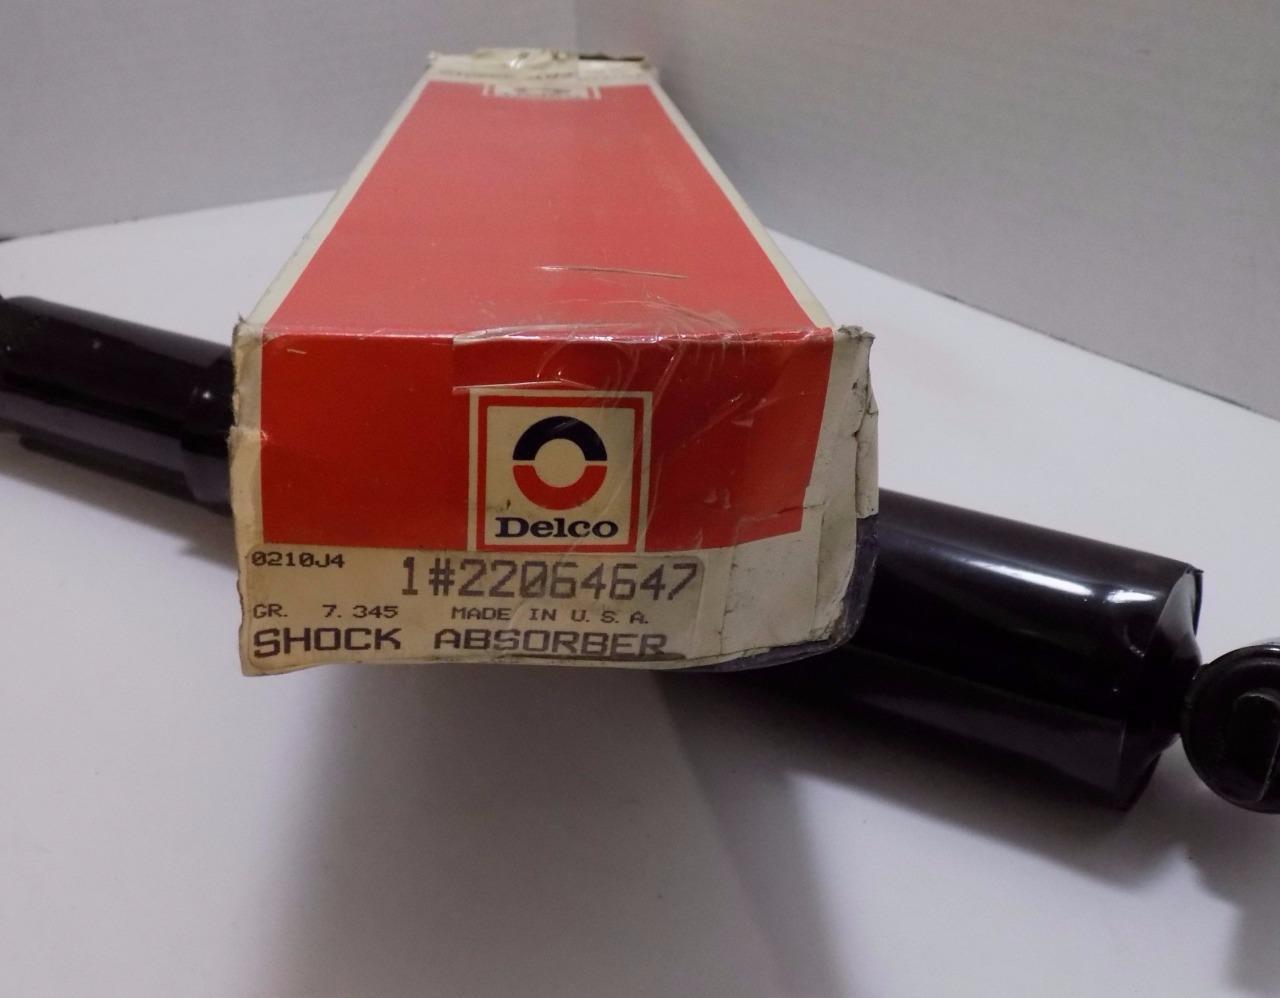 Delco
0210J4
1#22064647
GR. 7.345 MADE IN U.S.A.
SHOCK ABSORBER